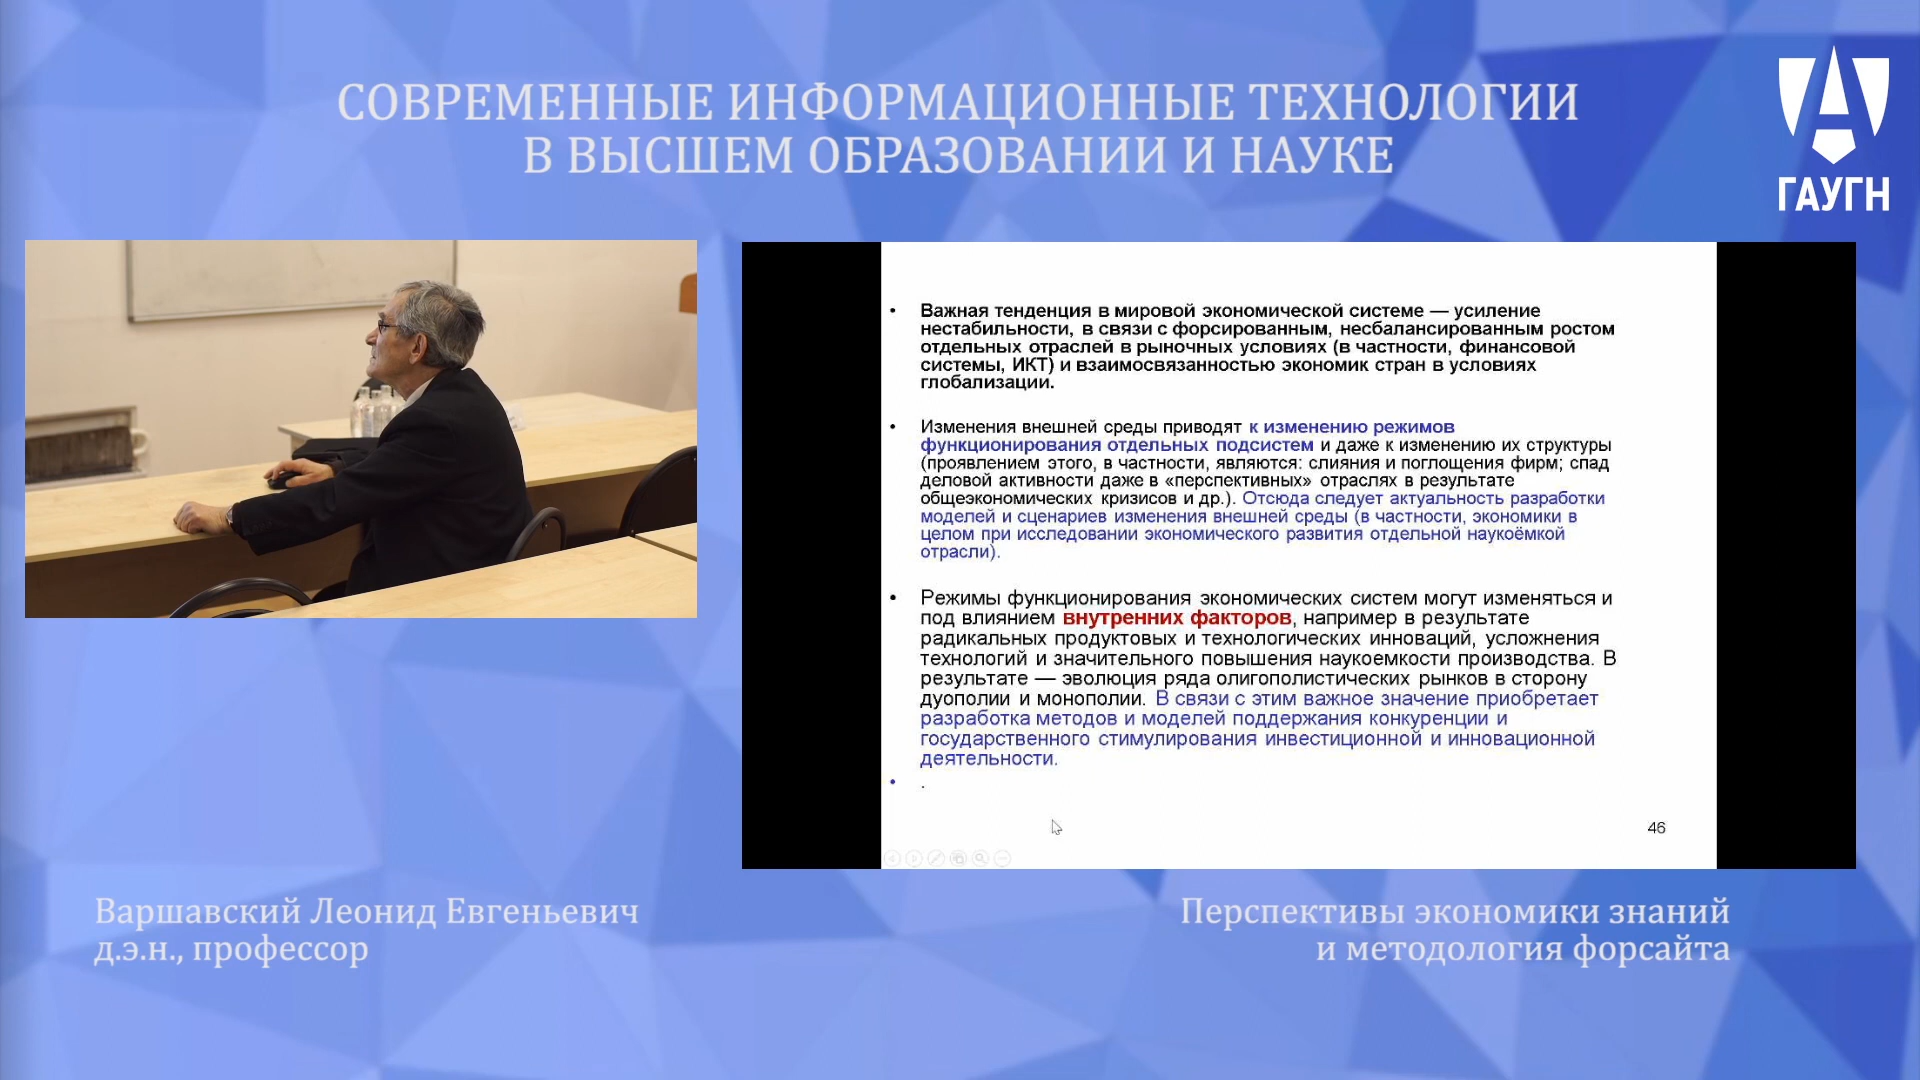 СОВРЕМЕННЫЕ ИНФОРМАЦИОННЫЕ ТЕХНОЛОГИИ
В ВЫСШЕМ ОБРАЗОВАНИИ И НАУКЕ
ГАУГН
• Важная тенденция в мировой экономической системе — усиление
нестабильности, в связи с форсированным, несбалансированным ростом
отдельных отраслей в рыночных условиях (в частности, финансовой
системы, ИКТ) и взаимосвязанностью экономик стран в условиях
глобализации.
• Изменения внешней среды приводят к изменению режимов
функционирования отдельных подсистем и даже к изменению их структуры
(проявлением этого, в частности, являются: слияния и поглощения фирм; спад
деловой активности даже в «перспективных» отраслях в результате
общеэкономических кризисов и др.). Отсюда следует актуальность разработки
моделей и сценариев изменения внешней среды (в частности, экономики в
целом при исследовании экономического развития отдельной наукоёмкой
отрасли).
• Режимы функционирования экономических систем могут изменяться и
под влиянием внутренних факторов, например в результате
радикальных продуктовых и технологических инноваций, усложнения
технологий и значительного повышения наукоемкости производства. В
результате — эволюция ряда олигополистических рынков в сторону
дуополии и монополии. В связи с этим важное значение приобретает
разработка методов и моделей поддержания конкуренции и
государственного стимулирования инвестиционной и инновационной
деятельности.
• .
46
Варшавский Леонид Евгеньевич
д.э.н., профессор
Перспективы экономики знаний
и методология форсайта